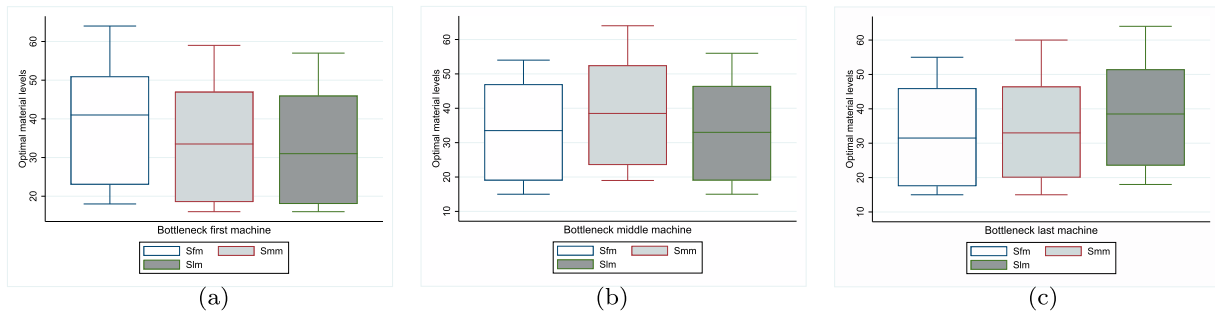 Optimal material levels
60
50
40
30
20
Bottleneck first machine
Sfm Smm
Slm
(a)
Optimal material levels
60
50
40
30
20
10
Bottleneck middle machine
Sfm Smm
Slm
(b)
Optimal material levels
60
50
40
30
20
10
Bottleneck last machine
Sfm Smm
Slm
(c)